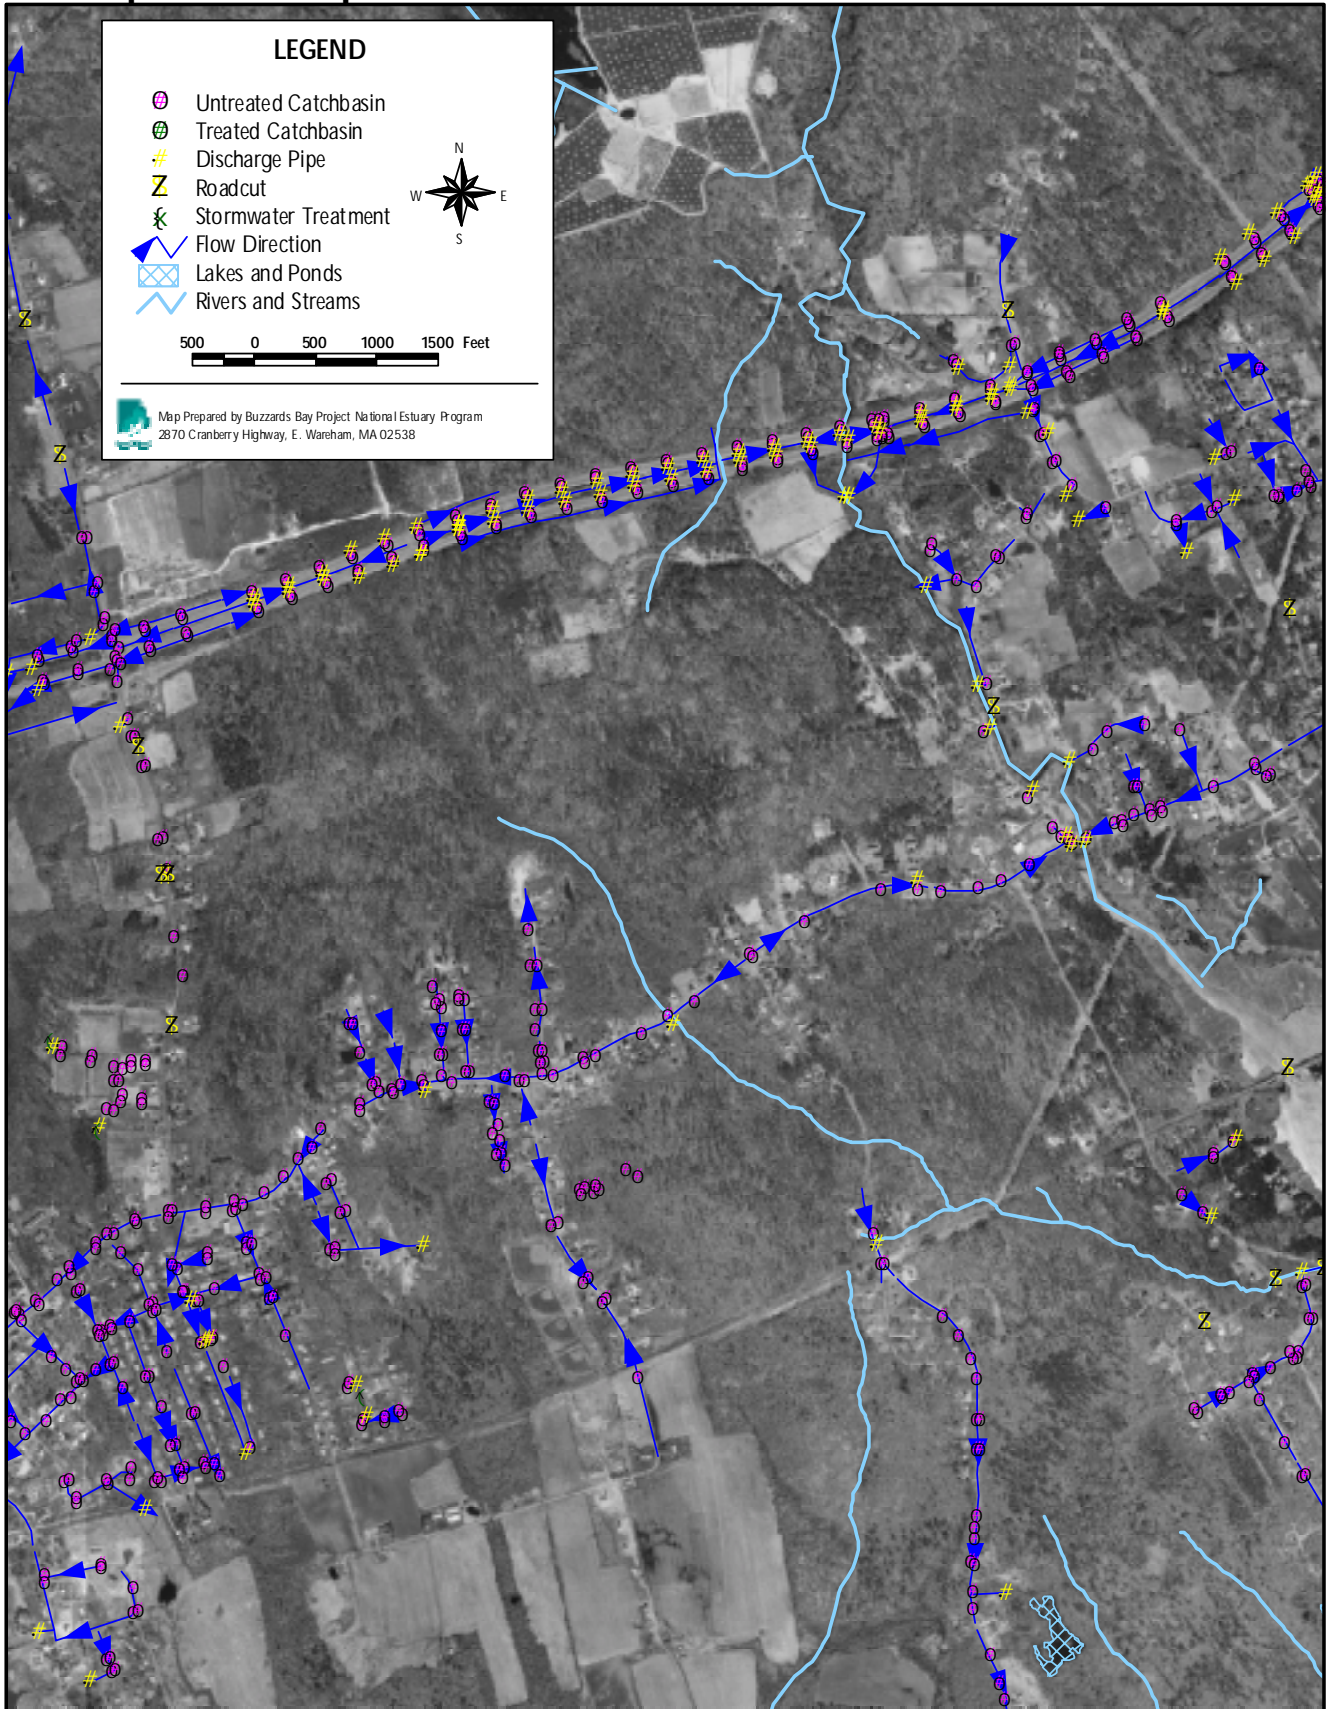 LEGEND
Untreated Catchbasin
Treated Catchbasin
Discharge Pipe
Roadcut
Stormwater Treatment
Flow Direction
Lakes and Ponds
Rivers and Streams
N
W E
S
500 0 500 1000 1500 Feet
Map Prepared by Buzzards Bay Project National Estuary Program
2870 Cranberry Highway, E. Wareham, MA 02538